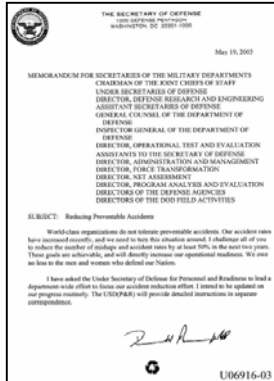 THE SECRETARY OF DEFENSE
1000 DEFENSE PENTAGON
WASHINGTON, DC 20301-1000
May 19, 2003
MEMORANDUM FOR SECRETARIES OF THE MILITARY DEPARTMENTS
CHAIRMAN OF THE JOINT CHIEFS OF STAFF
UNDER SECRETARIES OF DEFENSE
DIRECTOR, DEFENSE RESEARCH AND ENGINEERING
ASSISTANT SECRETARIES OF DEFENSE
GENERAL COUNSEL OF THE DEPARTMENT OF
DEFENSE
INSPECTOR GENERAL OF THE DEPARTMENT OF
DEFENSE
DIRECTOR, OPERATIONAL TEST AND EVALUATION
ASSISTANTS TO THE SECRETARY OF DEFENSE
DIRECTOR, ADMINISTRATION AND MANAGEMENT
DIRECTOR, FORCE TRANSFORMATION
DIRECTOR, NET ASSESSMENT
DIRECTOR, PROGRAM ANALYSIS AND EVALUATION
DIRECTORS OF THE DEFENSE AGENCIES
DIRECTORS OF THE DOD FIELD ACTIVITIES
SUBJECT: Reducing Preventable Accidents
World-class organizations do not tolerate preventable accidents. Our accident rates
have increased recently, and we need to turn this situation around. I challenge all of you
to reduce the number of mishaps and accident rates by at least 50% in the next two years.
These goals are achievable, and will directly increase our operational readiness. We owe
no less to the men and women who defend our Nation.
I have asked the Under Secretary of Defense for Personnel and Readiness to lead a
department-wide effort to focus our accident reduction effort. I intend to be updated on
our progress routinely. The USD(P&R) will provide detailed instructions in separate
correspondence.
U06916-03